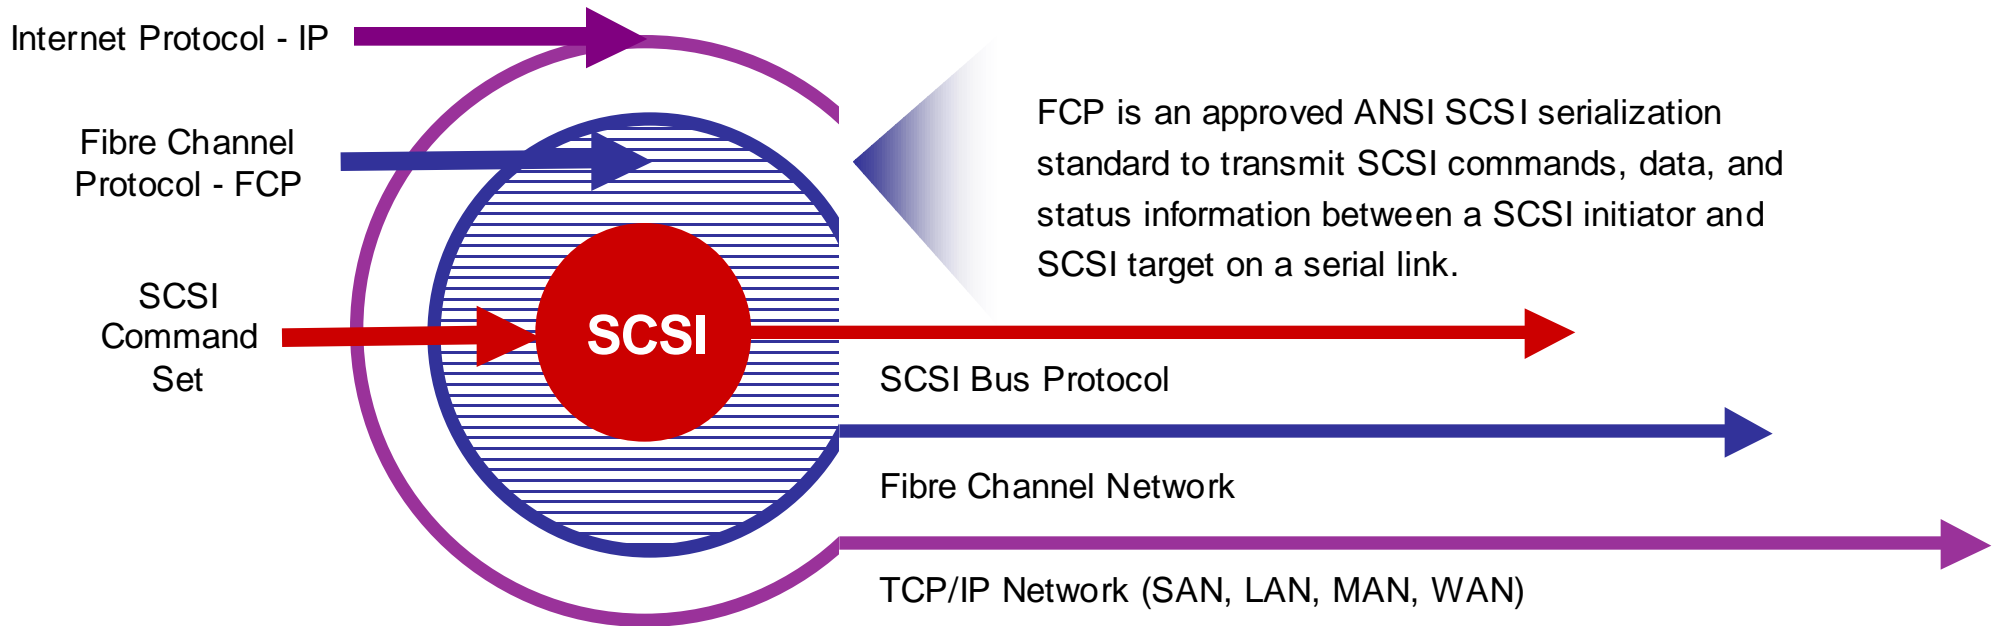 Internet Protocol - IP
Fibre Channel
Protocol - FCP
SCSI
Command
Set
SCSI
FCP is an approved ANSI SCSI serialization
standard to transmit SCSI commands, data, and
status information between a SCSI initiator and
SCSI target on a serial link.
SCSI Bus Protocol
Fibre Channel Network
TCP/IP Network (SAN, LAN, MAN, WAN)